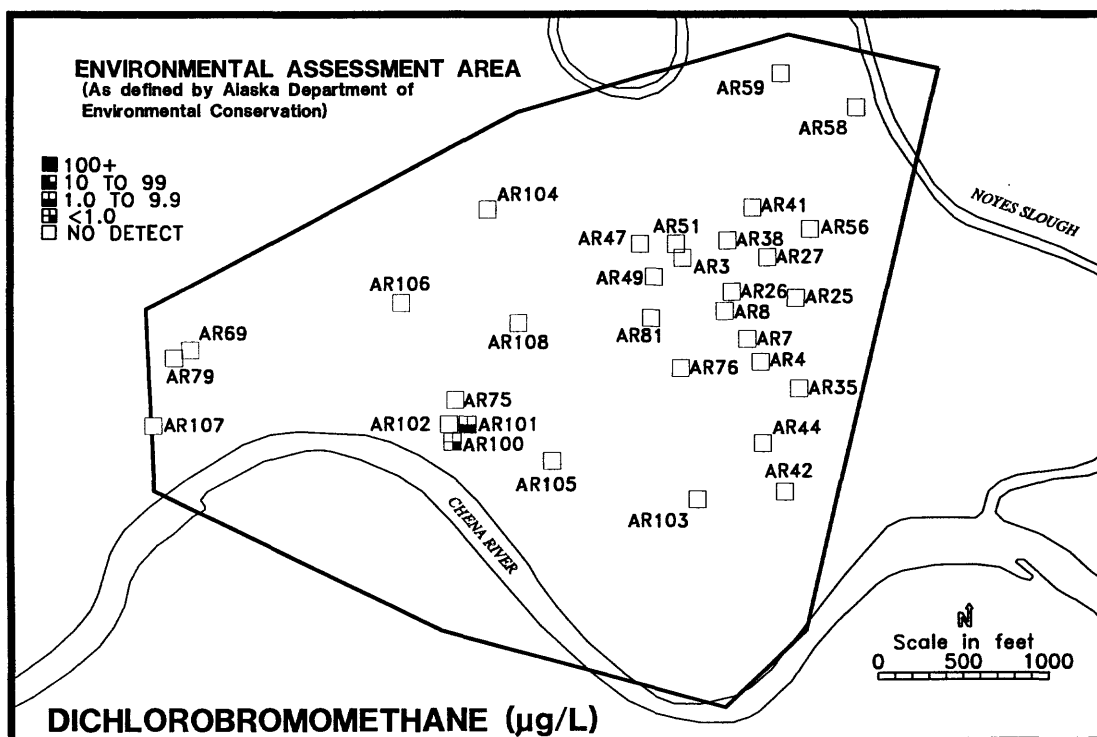 ENVIRONMENTAL ASSESSMENT AREA
(As defined by Alaska Department of
Environmental Conservation)
100+
10 TO 99
1.0 TO 9.9
<1.0
NO DETECT
AR59
AR58
NOYES SLOUGH
AR104
AR41
AR56
AR51
AR38
AR47
AR3
AR27
AR49
AR26
AR25
AR106
AR8
AR81
AR108
AR7
AR69
AR79
AR76
AR4
AR35
AR75
AR107
AR102
AR101
AR100
AR44
AR105
AR42
AR103
CHENA RIVER
N
Scale in feet
0 500 1000
DICHLOROBROMOMETHANE (µg/L)